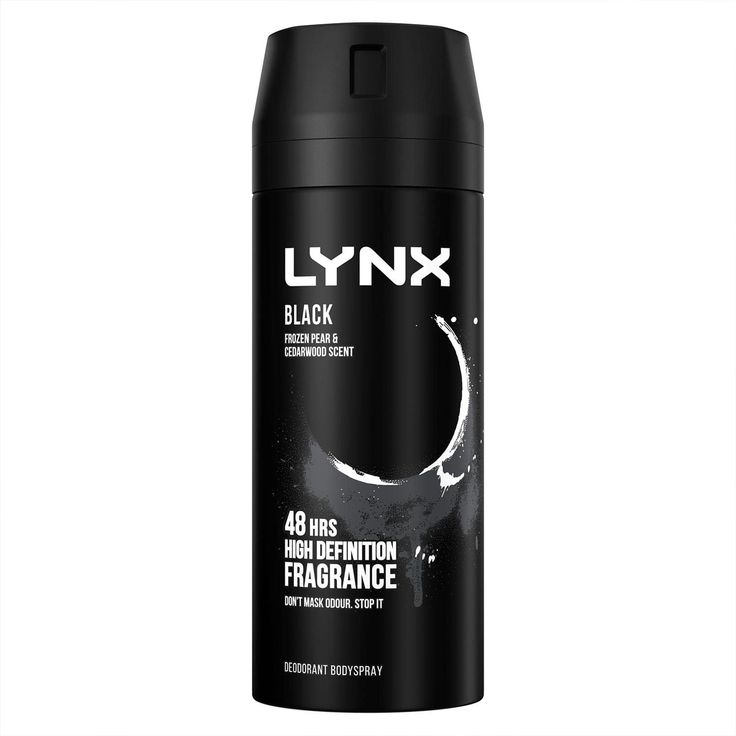 LYNX
BLACK
FROZEN PEAR &
CEDARWOOD SCENT
48 HRS
HIGH DEFINITION
FRAGRANCE
DON'T MASK ODOUR. STOP IT
DEODORANT BODYSPRAY